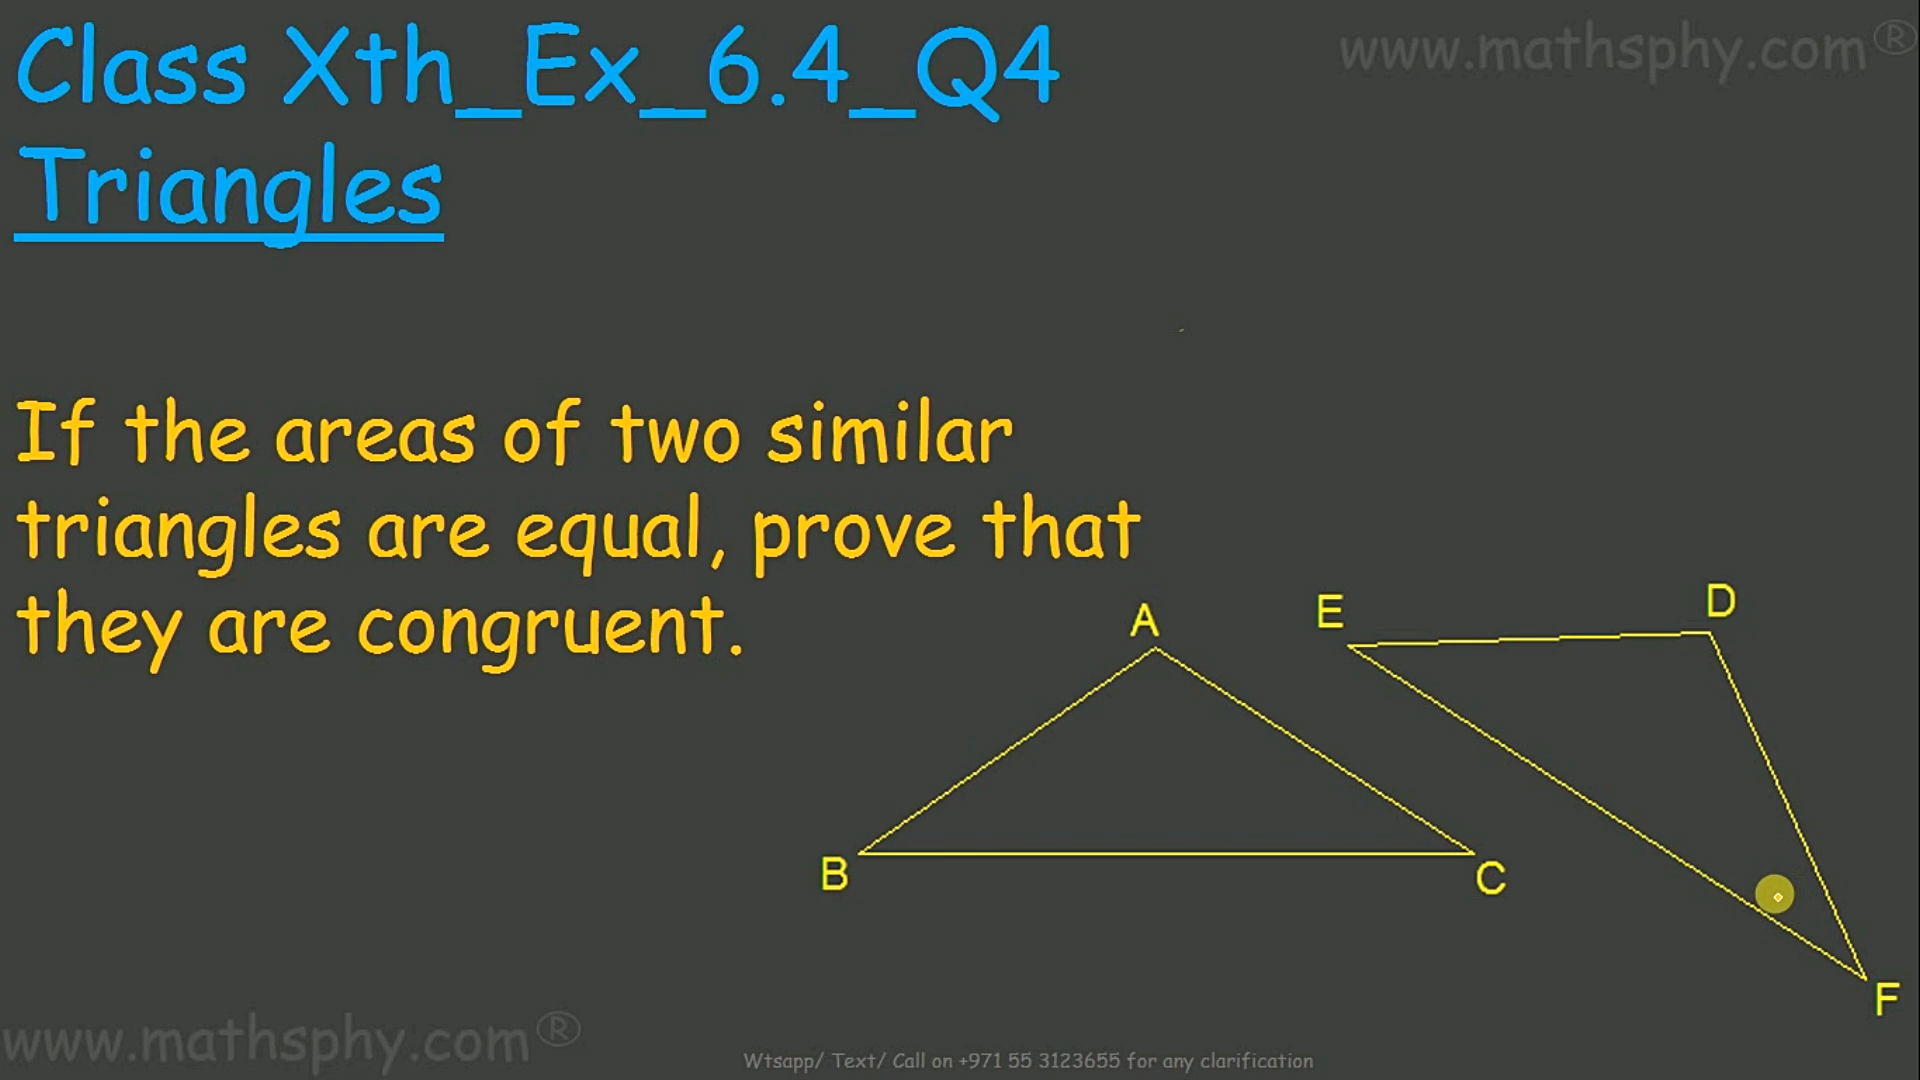 Class Xth_Ex_6.4_Q4
Triangles
www.mathsphy.com®
If the areas of two similar
triangles are equal, prove that
they are congruent.
A
E
D
B
C
F
www.mathsphy.com®
Wtsapp/ Text/ Call on +971 55 3123655 for any clarification